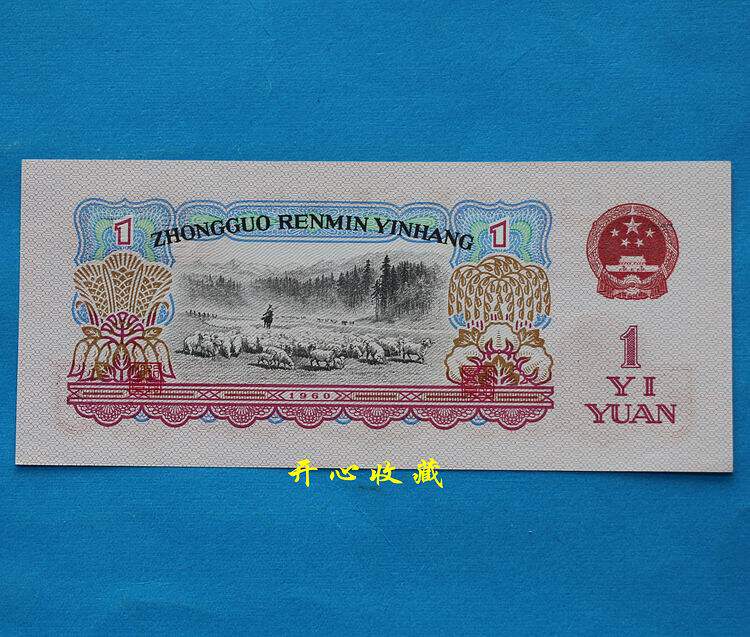 1
ZHONGGUO RENMIN YINHANG
1
1960
1
YI
YUAN
开心收藏